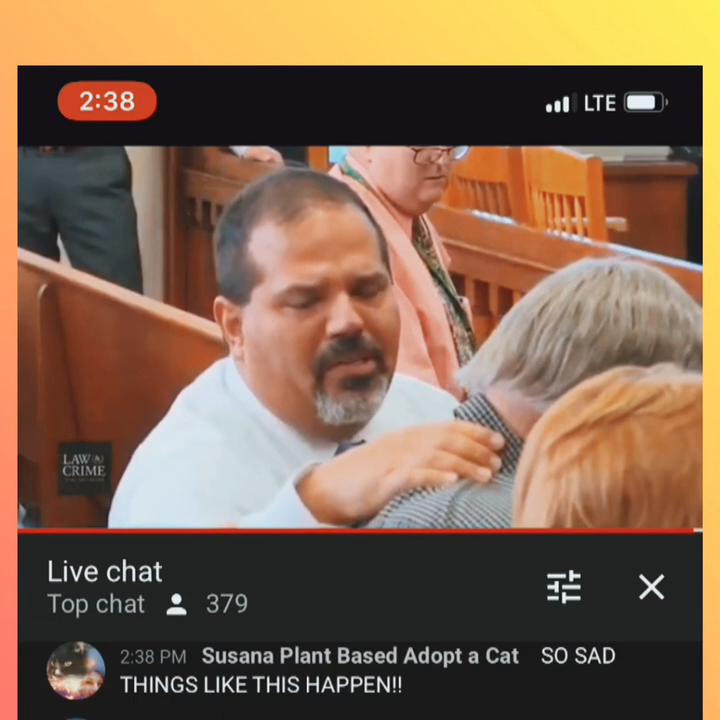 2:38
LTE
LAW &
CRIME
Live chat
Top chat 379
2:38 PM Susana Plant Based Adopt a Cat SO SAD
THINGS LIKE THIS HAPPEN!!